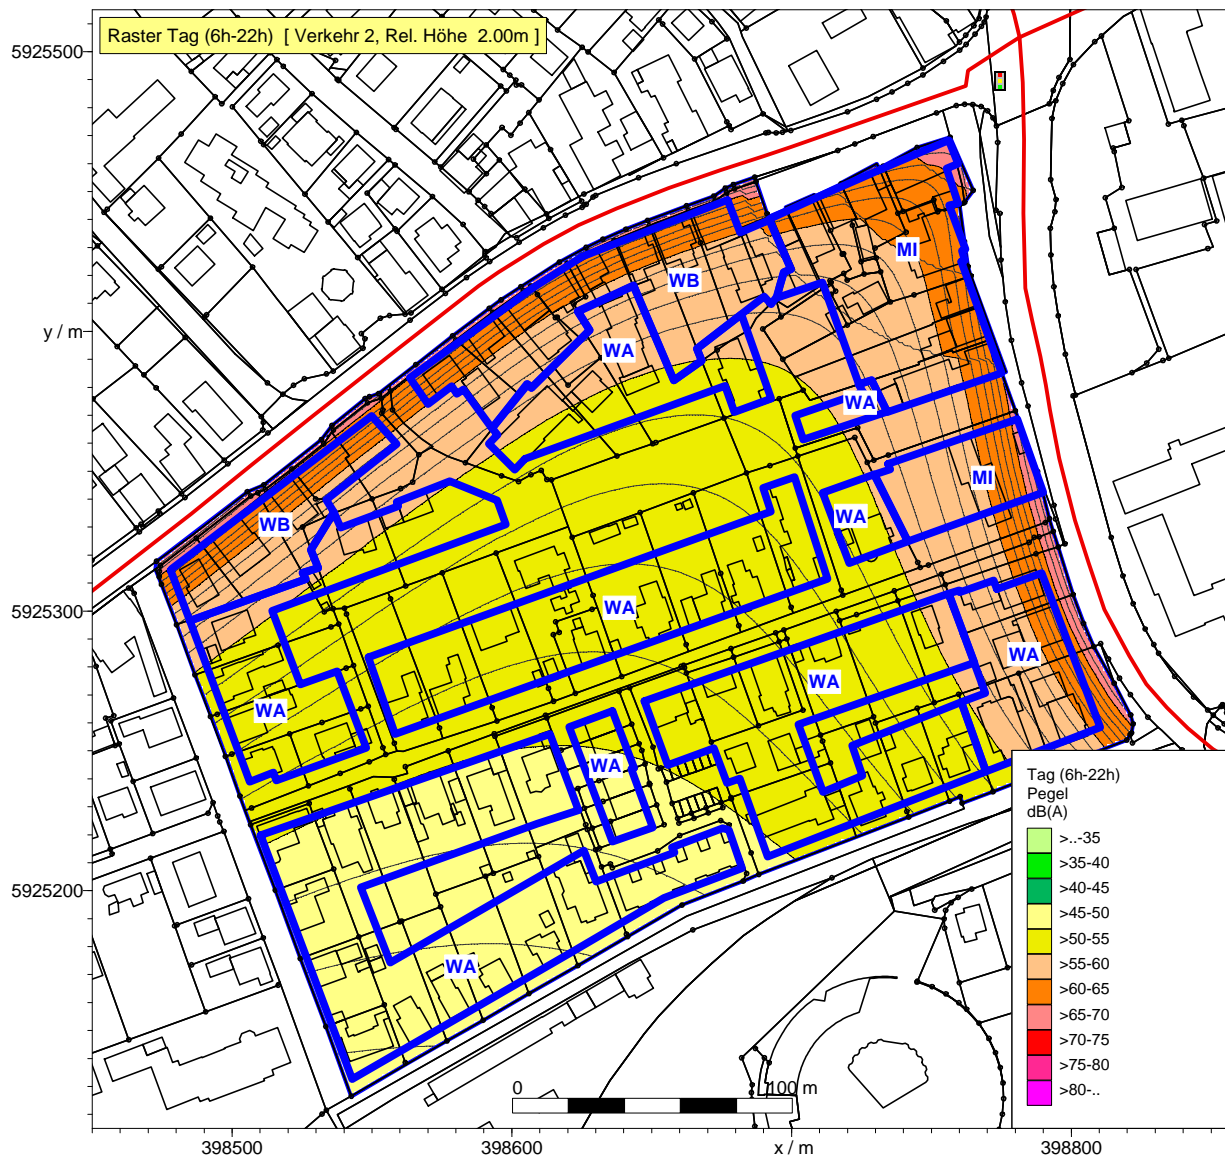 Raster Tag (6h-22h) [ Verkehr 2, Rel. Höhe 2.00m ]
5925500
MI
WB
y / m
WA
WA
MI
WB
WA
5925300
WA
WA
WA
WA
WA
Tag (6h-22h)
Pegel
dB(A)
>..-35
>35-40
>40-45
5925200
>45-50
>50-55
WA
>55-60
>60-65
>65-70
>70-75
>75-80
>80-..
0
100 m
398500
398600
x / m
398800